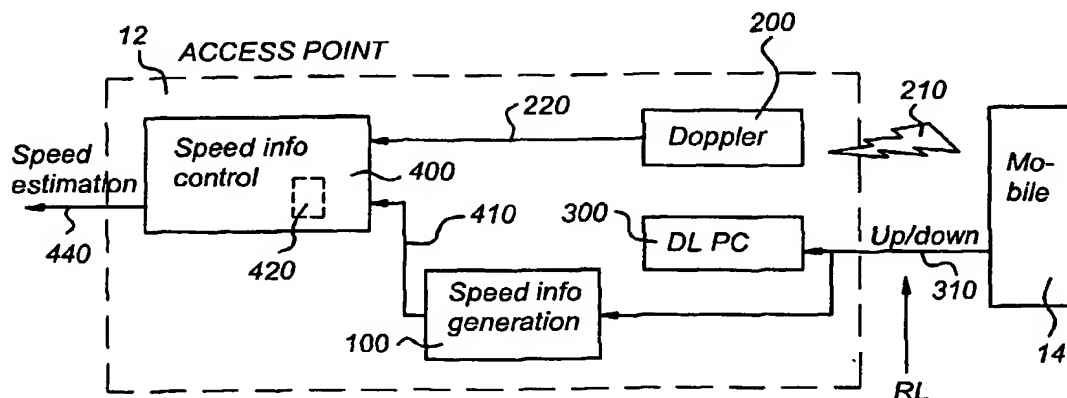 12
ACCESS POINT
200
220
210
Speed info
control
400
Doppler
Mo-
bile
Speed
estimation
440
420
410
300
DL PC
Up/down
310
Speed info
generation
100
14
RL